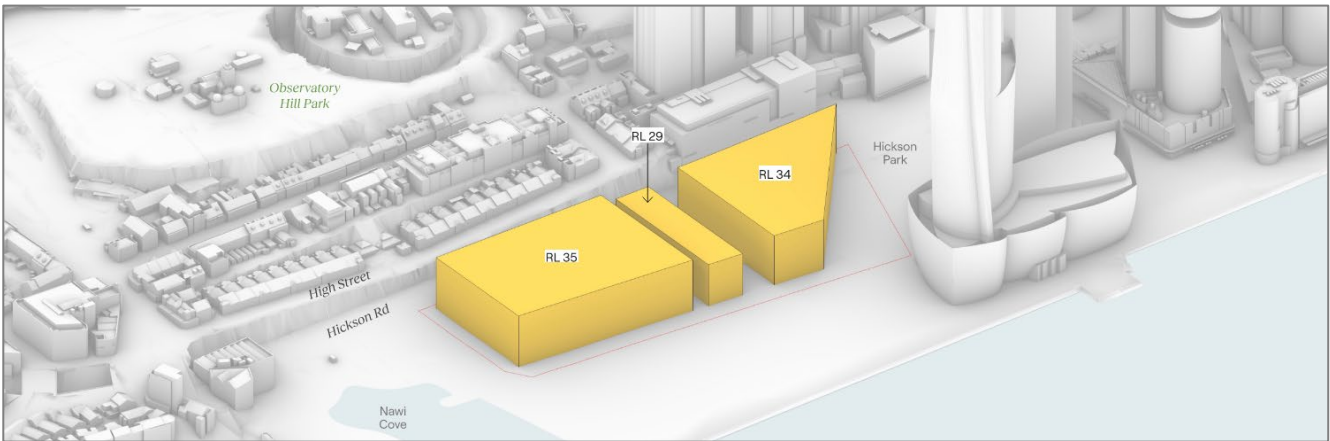 Observatory
Hill Park
RL 29
Hickson
Park
RL 34
RL 35
High Street
Hickson Rd
Nawi
Cove